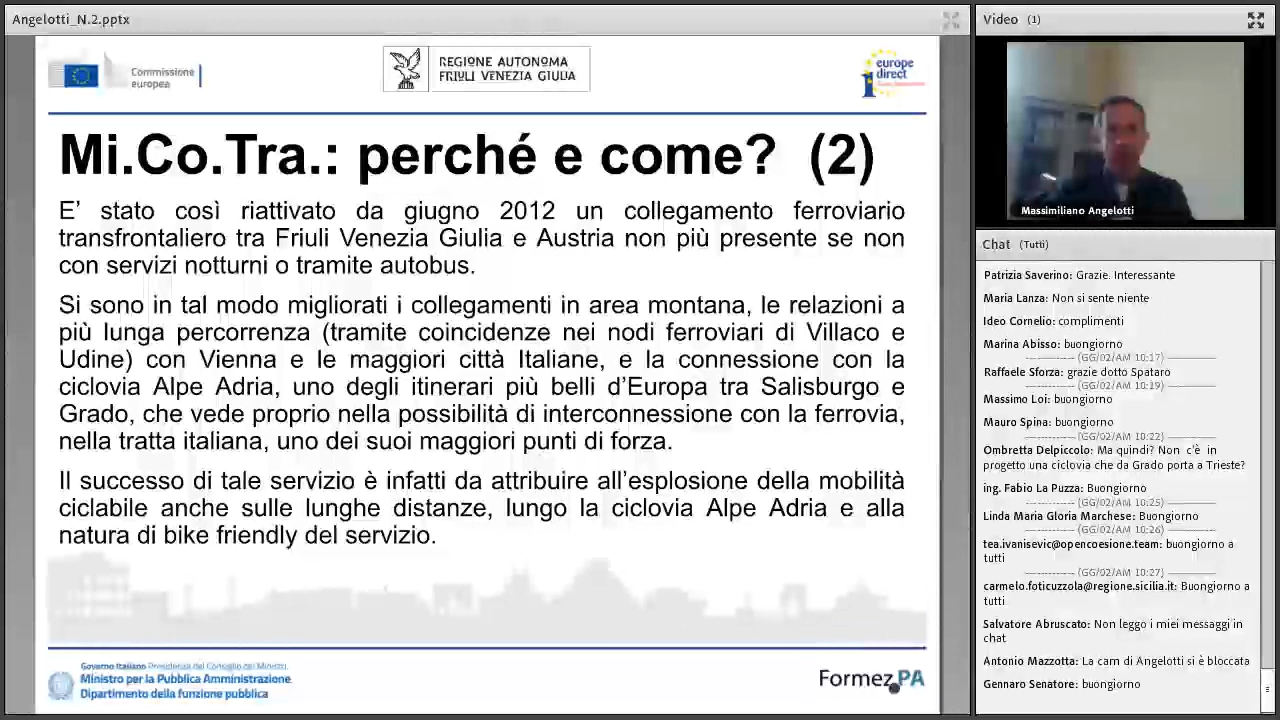 Angelotti_N.2.pptx
Commissione
europea
REGIONE AUTONOMA
FRIULI VENEZIA GIULIA
europe
direct
Mi.Co.Tra.: perché e come? (2)
E' stato così riattivato da giugno 2012 un collegamento ferroviario
transfrontaliero tra Friuli Venezia Giulia e Austria non più presente se non
con servizi notturni o tramite autobus.
Si sono in tal modo migliorati i collegamenti in area montana, le relazioni a
più lunga percorrenza (tramite coincidenze nei nodi ferroviari di Villaco e
Udine) con Vienna e le maggiori città Italiane, e la connessione con la
ciclovia Alpe Adria, uno degli itinerari più belli d'Europa tra Salisburgo e
Grado, che vede proprio nella possibilità di interconnessione con la ferrovia,
nella tratta italiana, uno dei suoi maggiori punti di forza.
Il successo di tale servizio è infatti da attribuire all'esplosione della mobilità
ciclabile anche sulle lunghe distanze, lungo la ciclovia Alpe Adria e alla
natura di bike friendly del servizio.
Governo Italiano Presidenza del Consiglio dei Ministri
Ministro per la Pubblica Amministrazione
Dipartimento della funzione pubblica
Formez PA
Video (1)
Massimiliano Angelotti
Chat (Tutti)
Patrizia Saverino: Grazie. Interessante
Maria Lanza: Non si sente niente
Ideo Cornelio: complimenti
Marina Abisso: buongiorno
(GG/02/AM 10:17)
Raffaele Sforza: grazie dotto Spataro
(GG/02/AM 10:19)
Massimo Loi: buongiorno
Mauro Spina: buongiorno
(GG/02/AM 10:22)
Ombretta Delpiccolo: Ma quindi? Non c'è in
progetto una ciclovia che da Grado porta a Trieste?
ing. Fabio La Puzza: Buongiorno
(GG/02/AM 10:25)
Linda Maria Gloria Marchese: Buongiorno
(GG/02/AM 10:26)
tea.ivanisevic@opencoesione.team: buongiorno a
tutti
(GG/02/AM 10:27)
carmelo.foticuzzola@regione.sicilia.it: Buongiorno a
tutti
Salvatore Abruscato: Non leggo i miei messaggi in
chat
Antonio Mazzotta: La cam di Angelotti si è bloccata
Gennaro Senatore: buongiorno